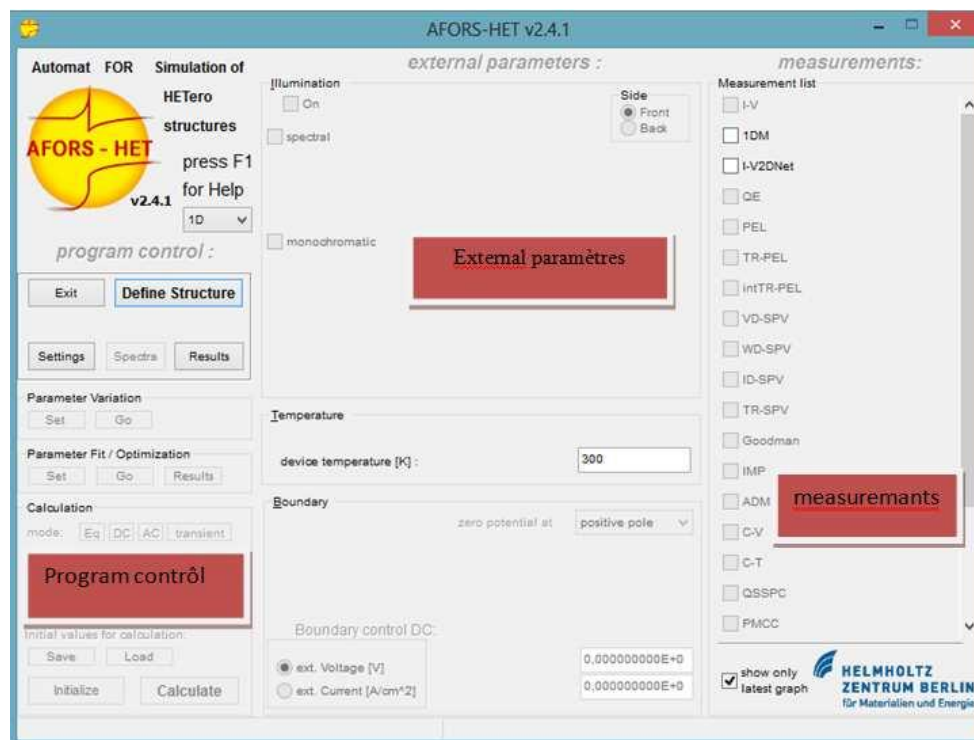 AFORS-HET v2.4.1
Automat FOR Simulation of
HETero
structures
AFORS - HET
v2.4.1
press F1
for Help
1D
program control :
Exit
Define Structure
Settings
Spectra
Results
Parameter Variation
Set
Go
Parameter Fit / Optimization
Set
Go
Results
Calculation
mode:
Eq
DC
AC
transient
Program contrôl
Initial values for calculation:
Save
Load
Initialize
Calculate
external parameters :
Illumination
On
spectral
Side
Front
Back
monochromatic
External paramètres
Temperature
device temperature [K] :
300
Boundary
zero potential at
positive pole
Boundary control DC:
ext. Voltage [V]
0,000000000E+0
ext. Current [A/cm^2]
0,000000000E+0
measurements:
Measurement list
I-V
1DM
I-V2DNet
QE
PEL
TR-PEL
intTR-PEL
VD-SPV
WD-SPV
ID-SPV
TR-SPV
Goodman
IMP
ADM
measuremants
C-V
C-T
QSSPC
PMCC
show only
latest graph
HELMHOLTZ
ZENTRUM BERLIN
für Materialien und Energie